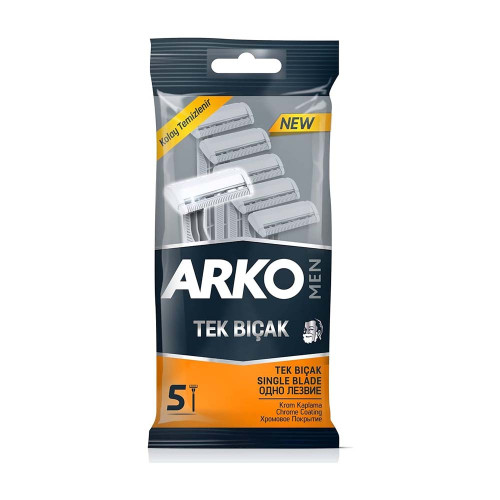 Kolay Temizlenir
NEW
ARKO
MEN
TEK BIÇAK
5
TEK BIÇAK
SINGLE BLADE
ОДНО ЛЕЗВИЕ
Krom Kaplama
Chrome Coating
Хромовое Покрытие